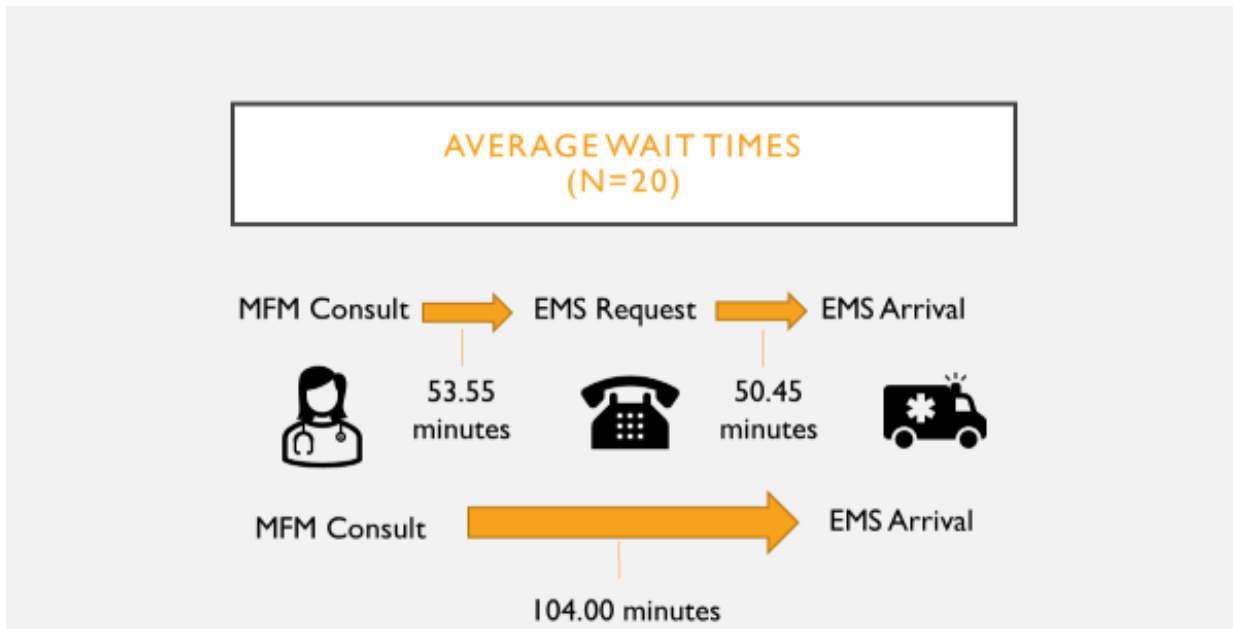 AVERAGE WAIT TIMES
(N=20)
MFM Consult
EMS Request
EMS Arrival
53.55
minutes
50.45
minutes
MFM Consult
EMS Arrival
104.00 minutes